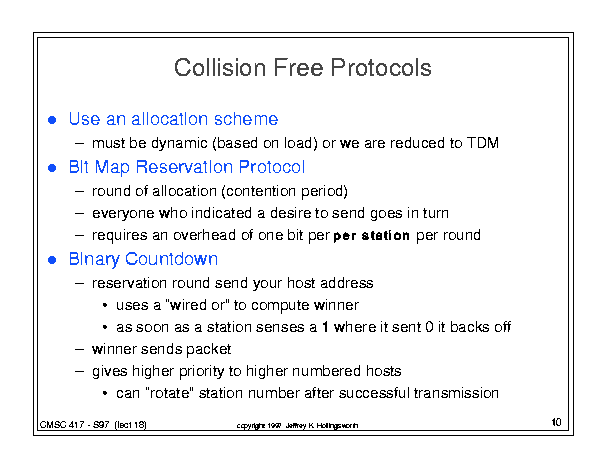 Collision Free Protocols
● Use an allocation scheme
– must be dynamic (based on load) or we are reduced to TDM
● Bit Map Reservation Protocol
– round of allocation (contention period)
– everyone who indicated a desire to send goes in turn
– requires an overhead of one bit per per station per round
● Binary Countdown
– reservation round send your host address
• uses a "wired or" to compute winner
• as soon as a station senses a 1 where it sent 0 it backs off
– winner sends packet
– gives higher priority to higher numbered hosts
• can "rotate" station number after successful transmission
CMSC 417 - S97 (lect 18)
copyright 1997 Jeffrey K. Hollingsworth
10